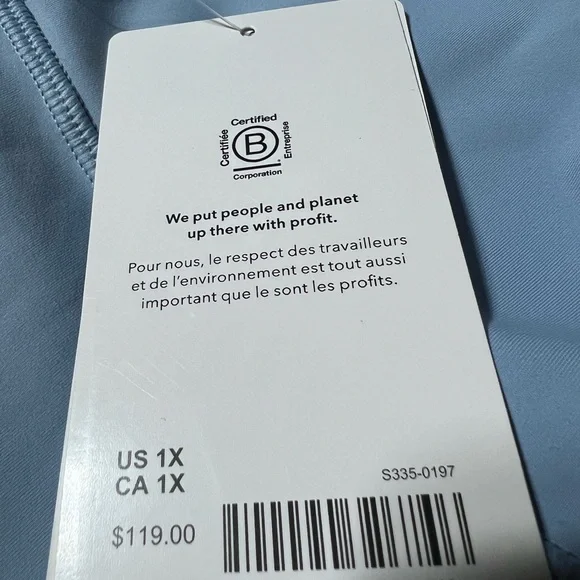 Certified
Certifiée
B
Entreprise
Corporation
We put people and planet
up there with profit.
Pour nous, le respect des travailleurs
et de l'environnement est tout aussi
important que le sont les profits.
US 1X
CA 1X
S335-0197
$119.00